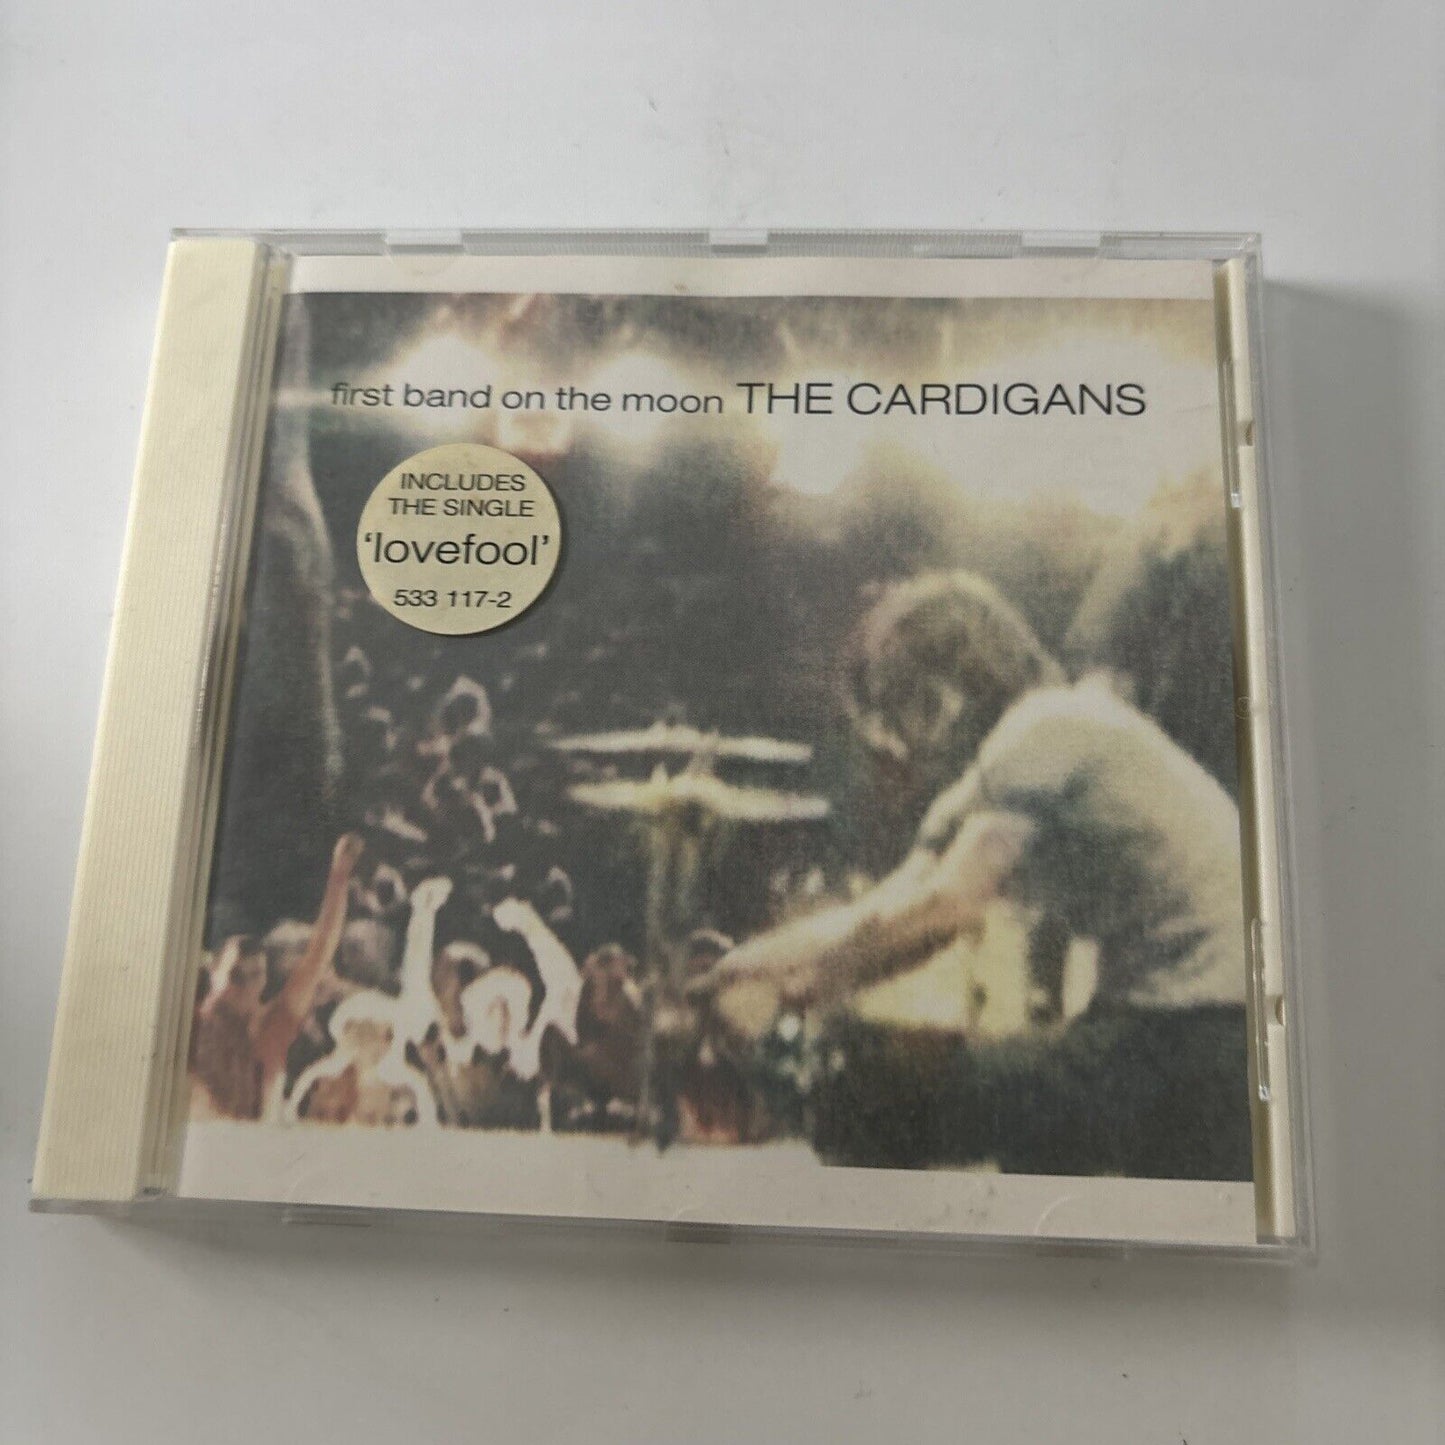 first band on the moon THE CARDIGANS
INCLUDES
THE SINGLE
‘lovefool’
533 117-2